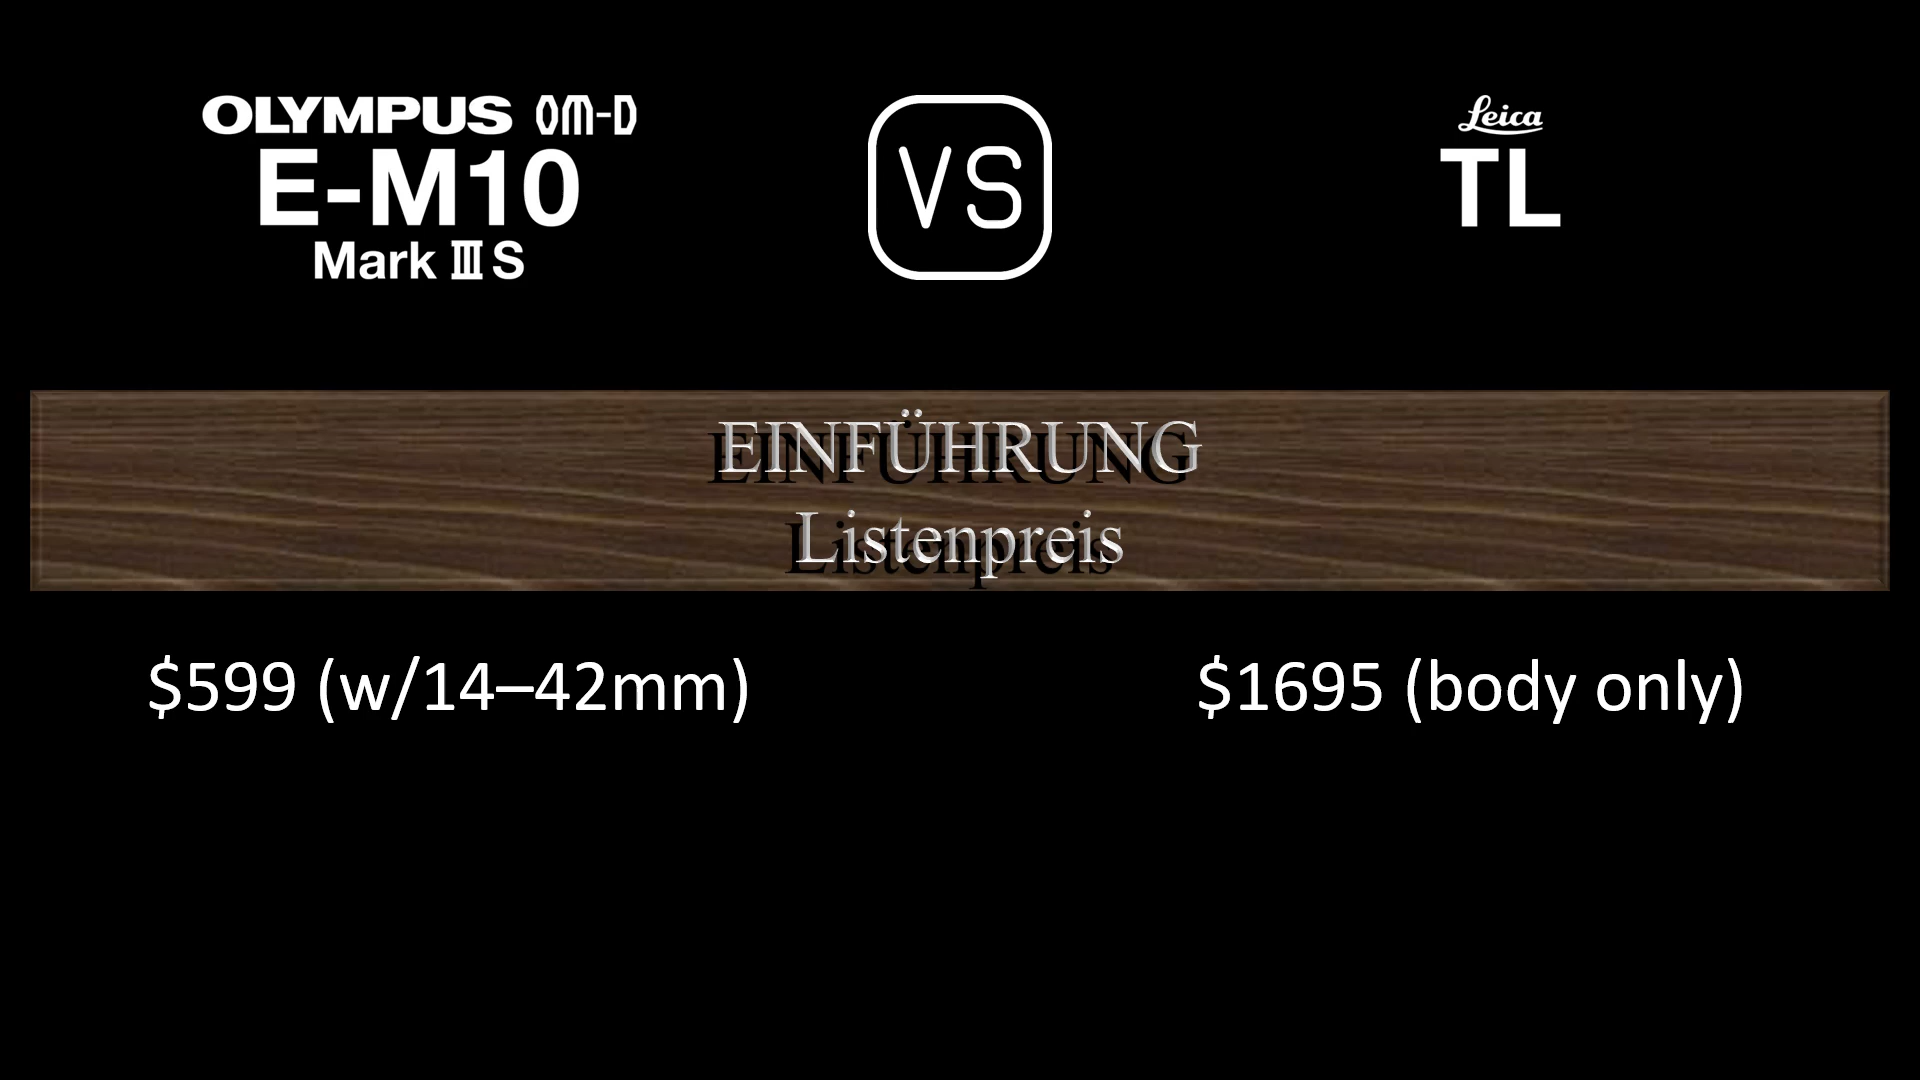 OLYMPUS OM-D
E-M10
Mark III S
VS
Leica
TL
EINFÜHRUNG
Listenpreis
$599 (w/14–42mm)
$1695 (body only)